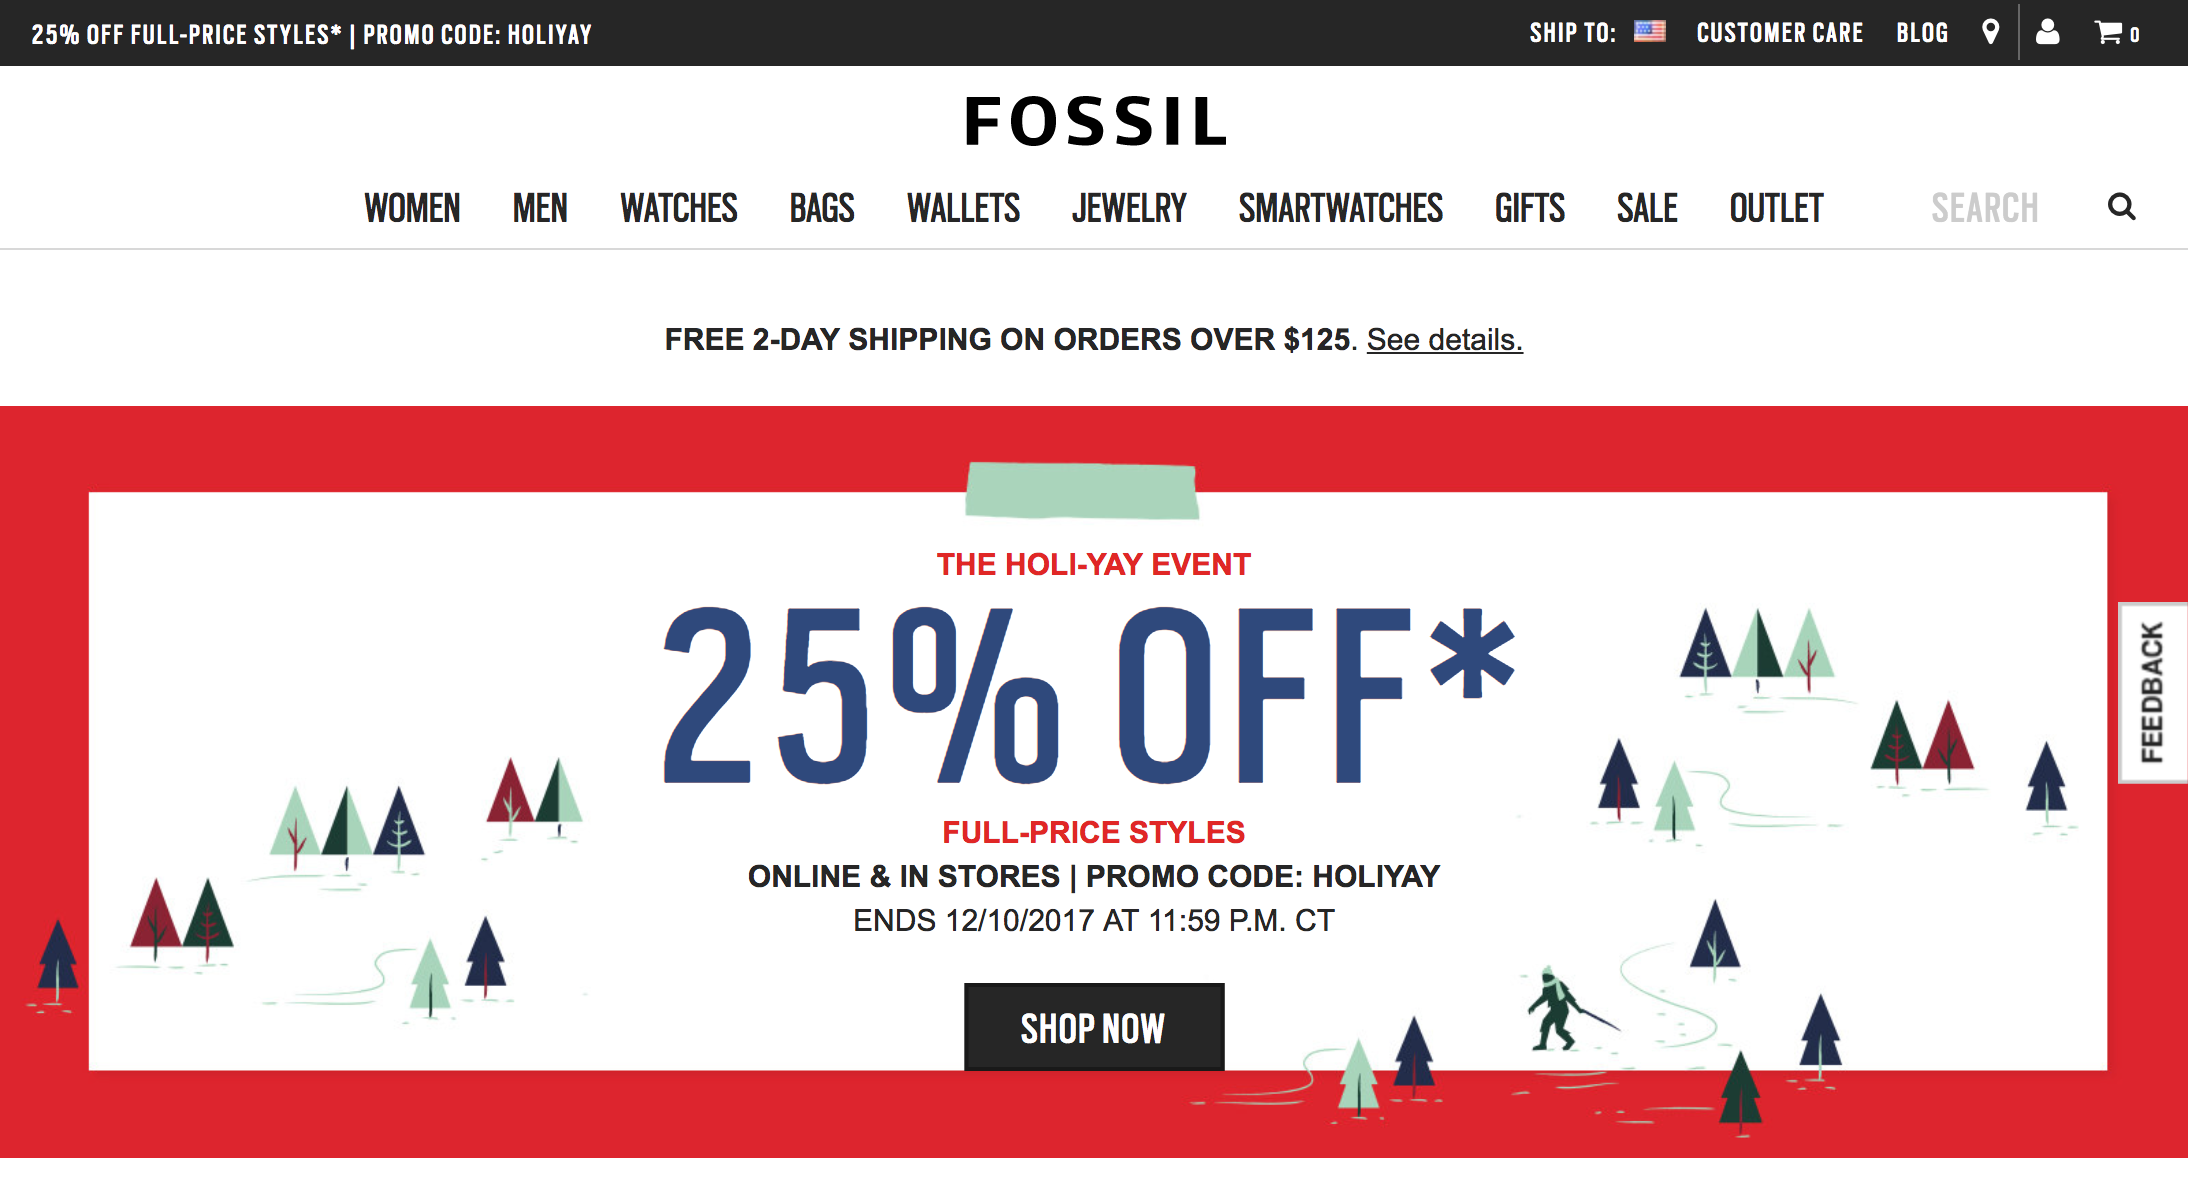 25% OFF FULL-PRICE STYLES* | PROMO CODE: HOLIYAY
SHIP TO: CUSTOMER CARE BLOG 0
FOSSIL
WOMEN MEN WATCHES BAGS WALLETS JEWELRY SMARTWATCHES GIFTS SALE OUTLET SEARCH
FREE 2-DAY SHIPPING ON ORDERS OVER $125. See details.
THE HOLI-YAY EVENT
25% OFF*
FULL-PRICE STYLES
ONLINE & IN STORES | PROMO CODE: HOLIYAY
ENDS 12/10/2017 AT 11:59 P.M. CT
SHOP NOW
FEEDBACK